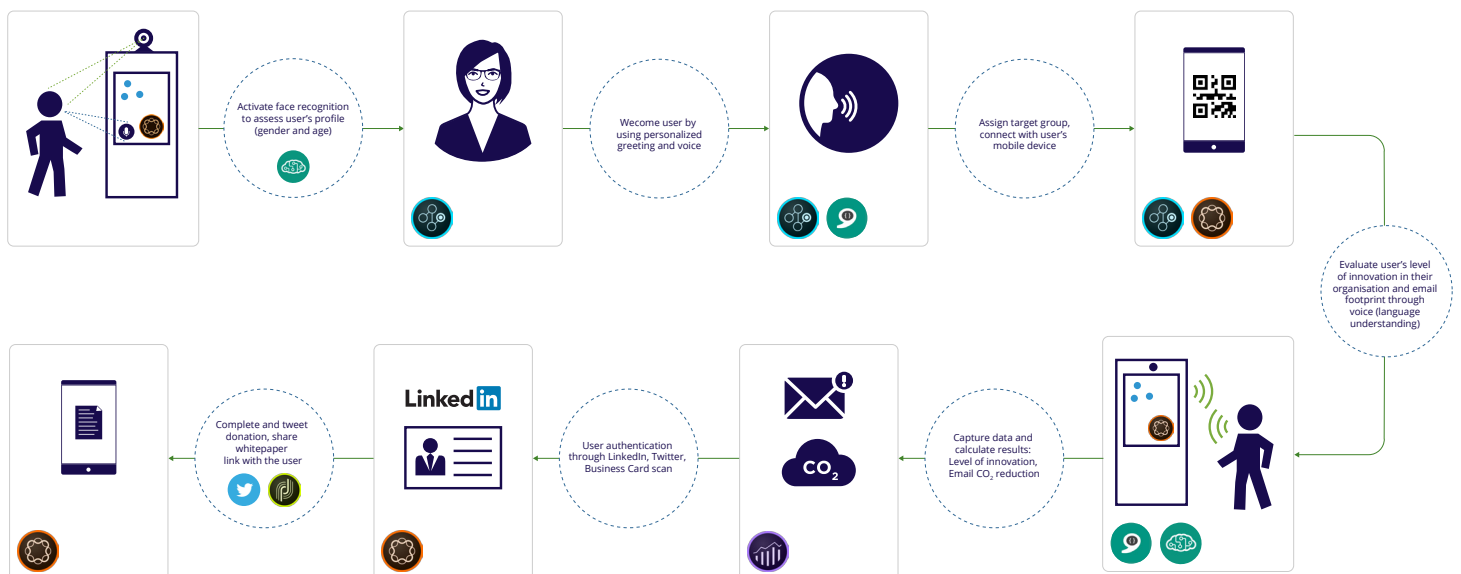 Activate face recognition
to assess user's profile
(gender and age)
Wecome user by
using personalized
greeting and voice
Assign target group,
connect with user's
mobile device
Evaluate user's level
of innovation in their
organisation and email
footprint through
voice (language
understanding)
Capture data and
calculate results:
Level of innovation,
Email CO₂ reduction
CO₂
User authentication
through LinkedIn, Twitter,
Business Card scan
Linked in
Complete and tweet
donation, share
whitepaper
link with the user